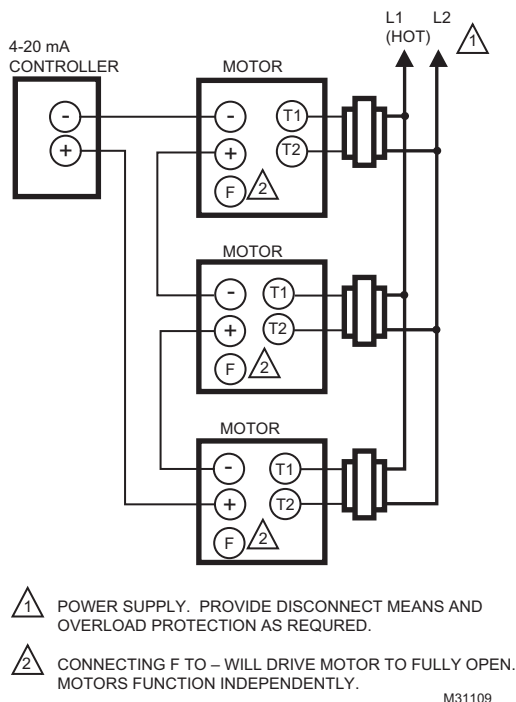 L1 L2
(HOT)
1
4-20 mA
CONTROLLER
MOTOR
-
+
-
+
F
2
T1
T2
MOTOR
-
+
F
2
T1
T2
MOTOR
-
+
F
2
T1
T2
1 POWER SUPPLY. PROVIDE DISCONNECT MEANS AND
OVERLOAD PROTECTION AS REQURED.
2 CONNECTING F TO – WILL DRIVE MOTOR TO FULLY OPEN.
MOTORS FUNCTION INDEPENDENTLY.
M31109